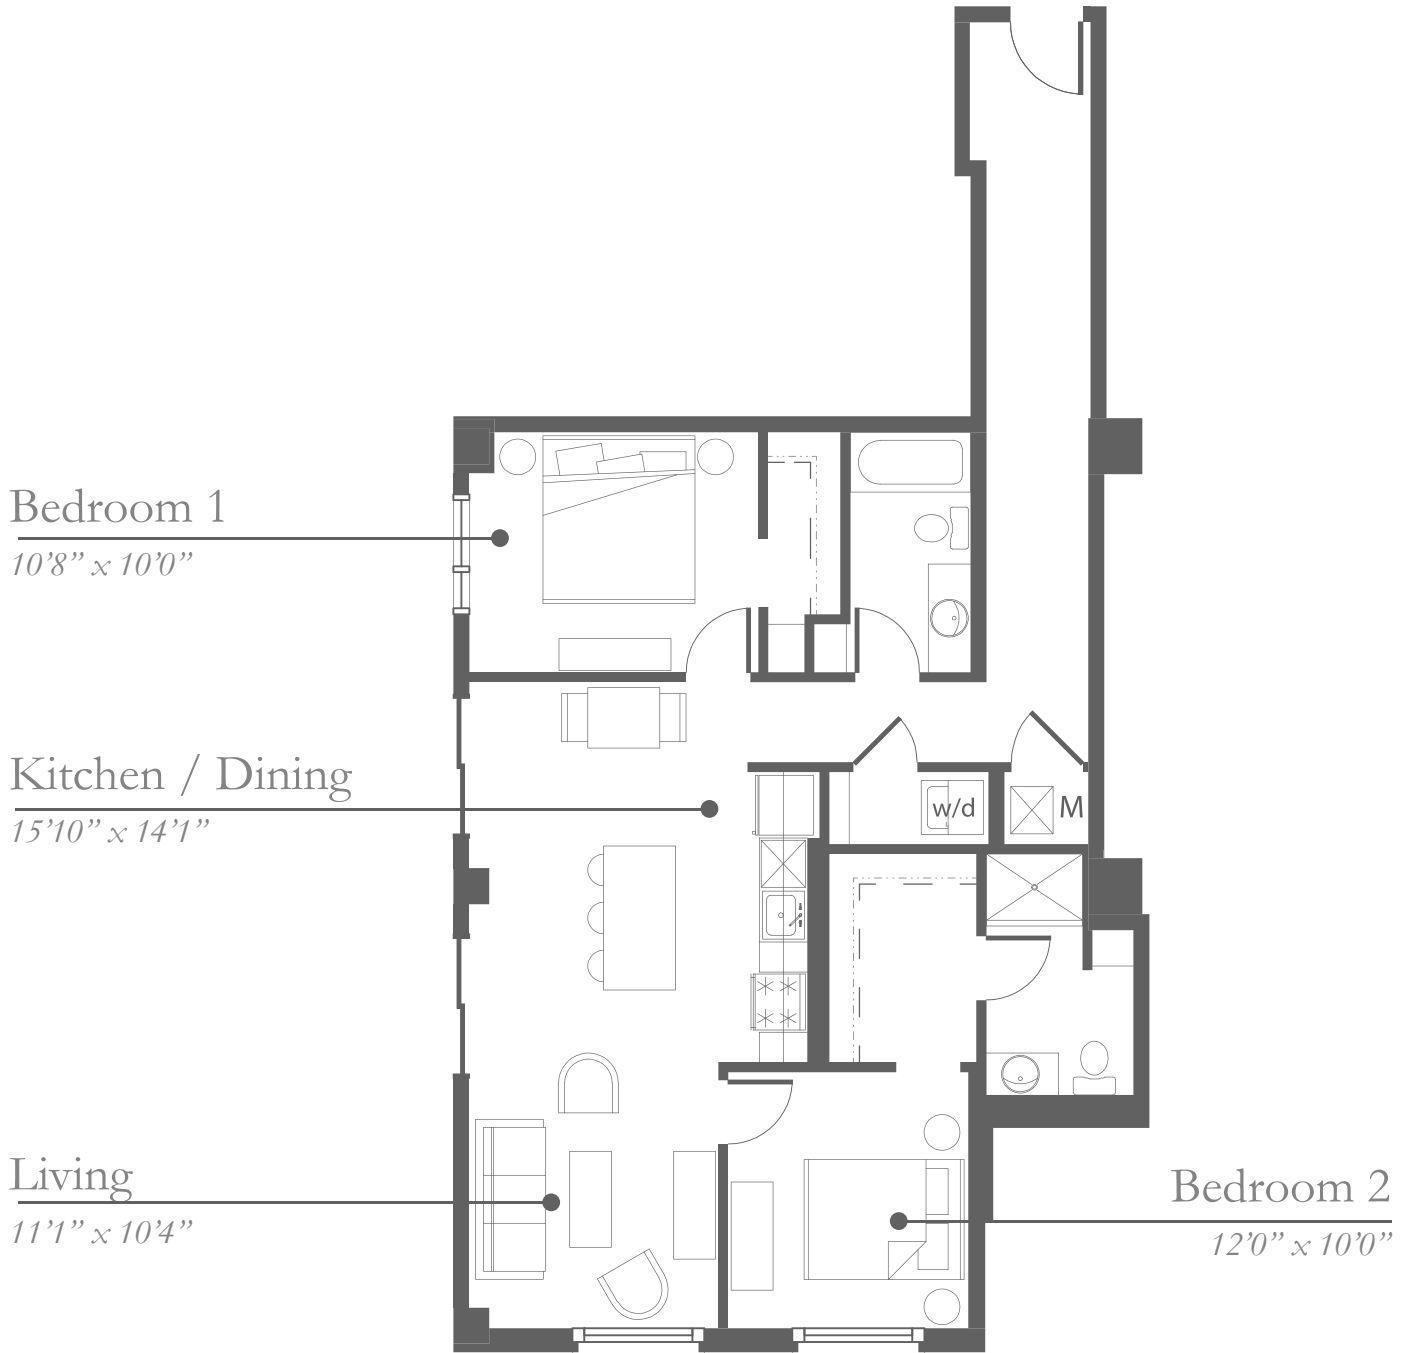 Bedroom 1
10’8” x 10’0”
Kitchen / Dining
15’10” x 14’1”
w/d
M
Living
11’1” x 10’4”
Bedroom 2
12’0” x 10’0”